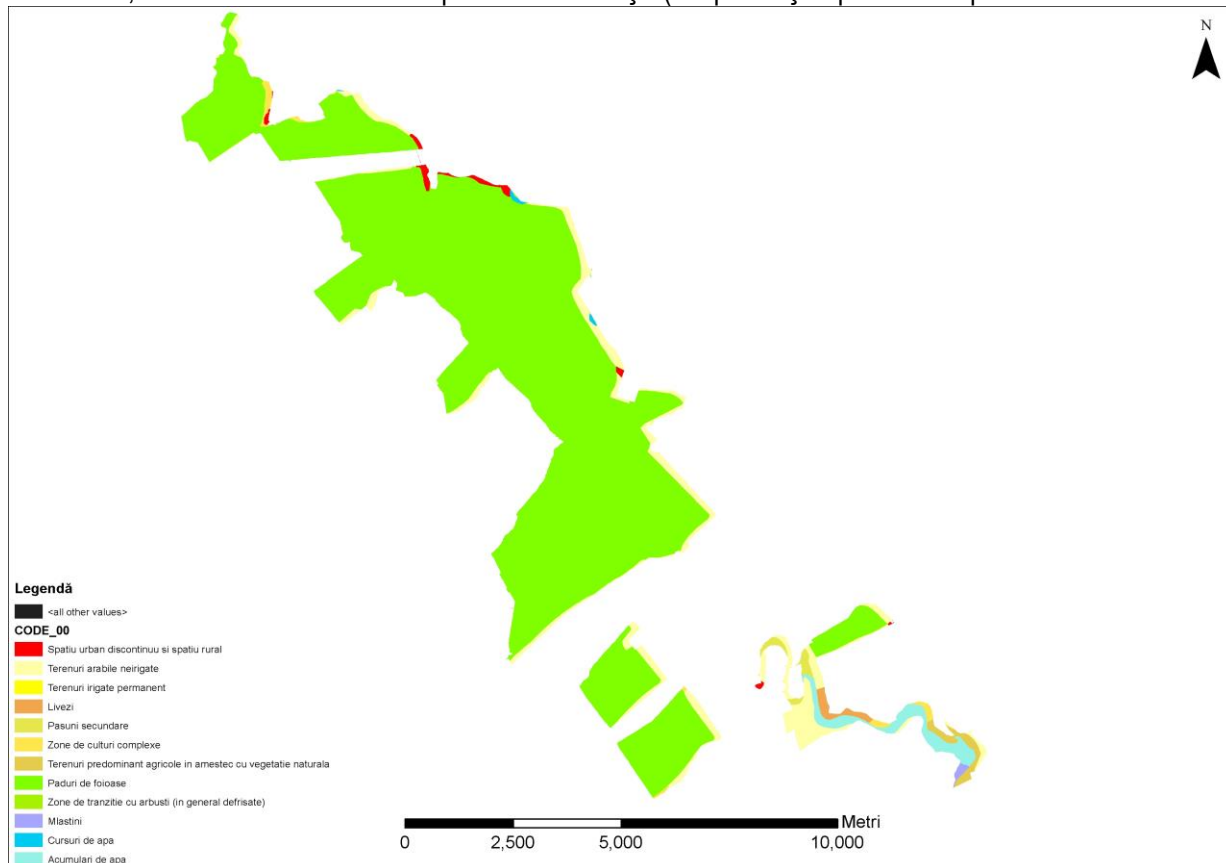 N
Legendă
<all other values>
CODE_00
Spatiu urban discontinuu si spatiu rural
Terenuri arabile neirigate
Terenuri irigate permanent
Livezi
Pasuni secundare
Zone de culturi complexe
Terenuri predominant agricole in amestec cu vegetatie naturala
Paduri de foioase
Zone de tranzitie cu arbusti (in general defrisate)
Mlastini
Cursuri de apa
Acumulari de apa
Metri
0 2,500 5,000 10,000